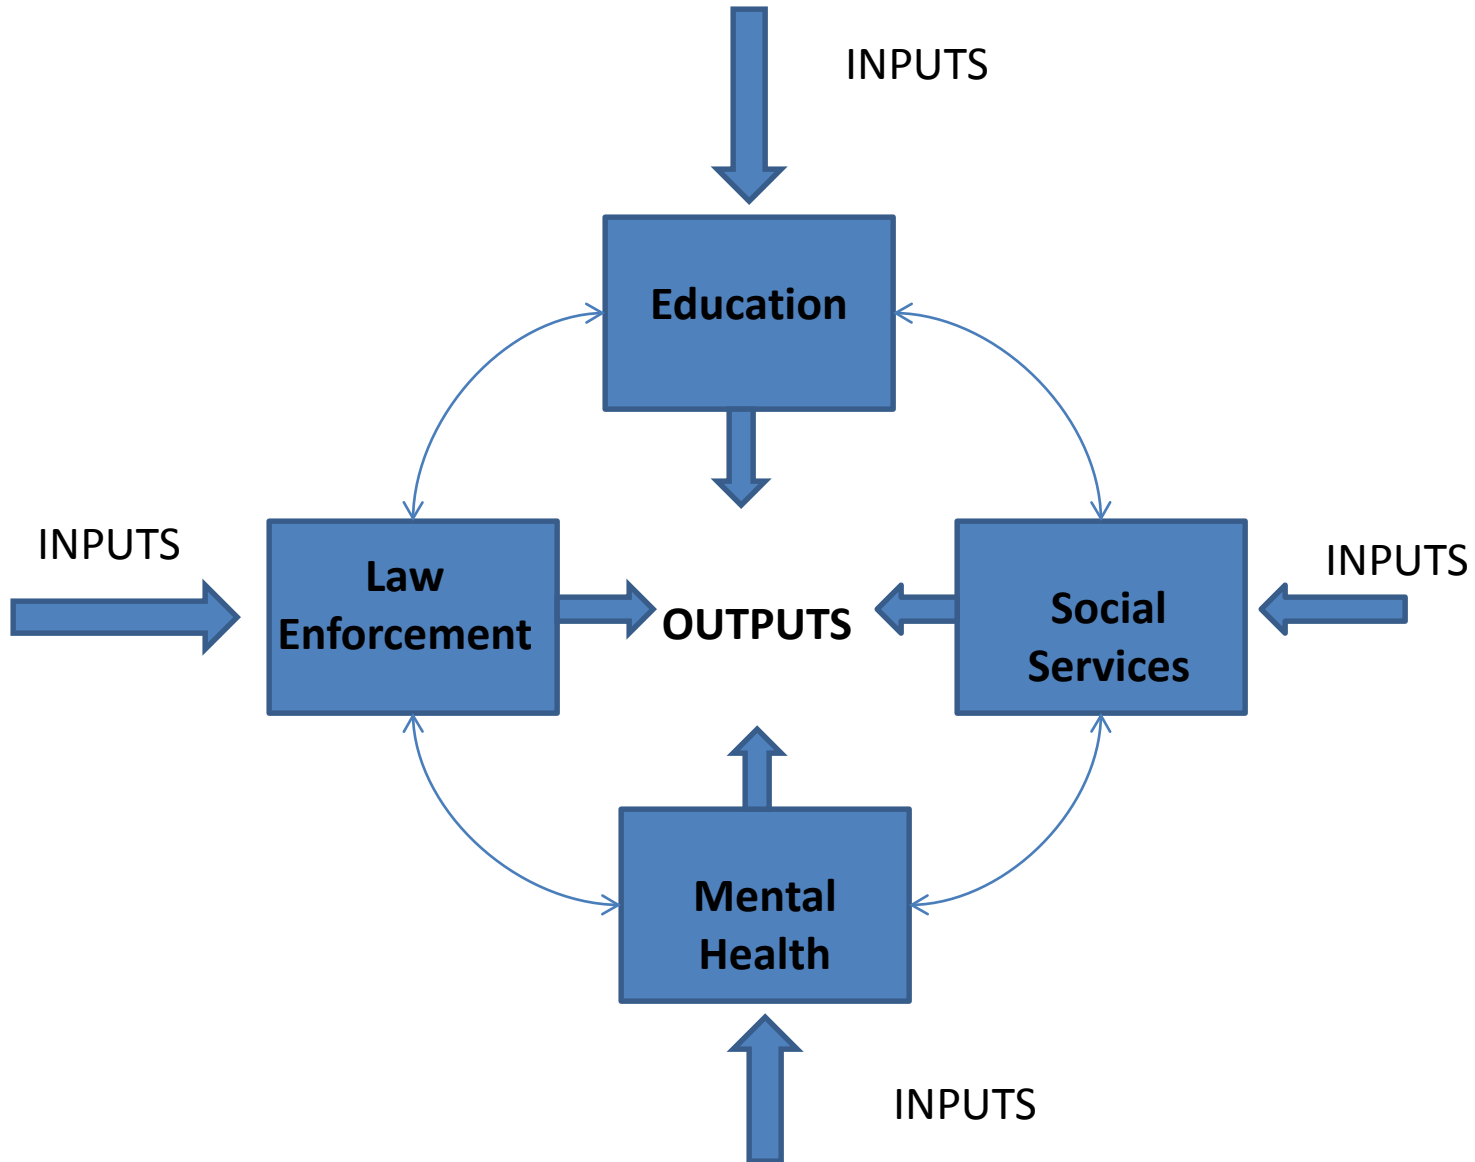 INPUTS
Education
INPUTS
Law
Enforcement
OUTPUTS
Social
Services
INPUTS
Mental
Health
INPUTS